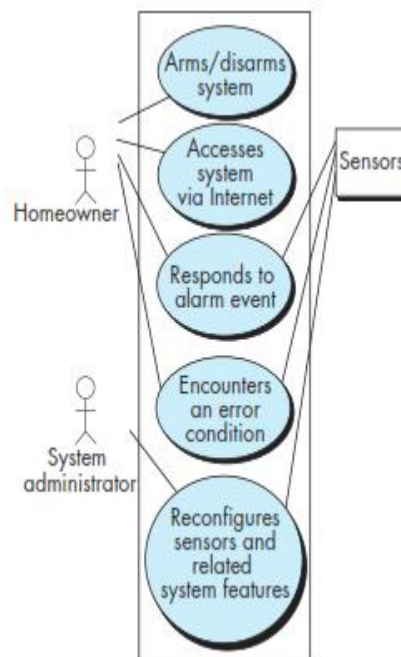 Arms/disarms
system
Accesses
system
via Internet
Sensors
Homeowner
Responds to
alarm event
Encounters
an error
condition
System
administrator
Reconfigures
sensors and
related
system features